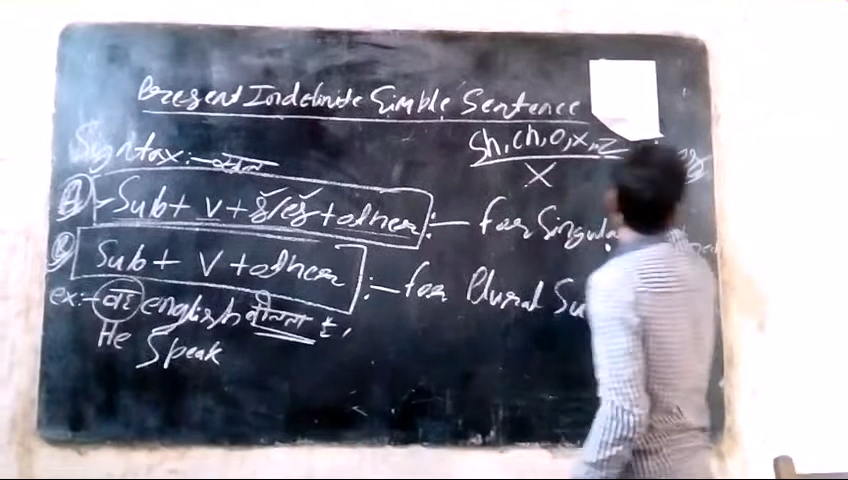 Present Indefinite Simple Sentence
Syntax:- sh, ch, o, x, z
(A) Sub + V + s/es + other :- for Singular
(B) Sub + V + other :- for Plural Su
ex:- वह english बोलता है,
He Speak